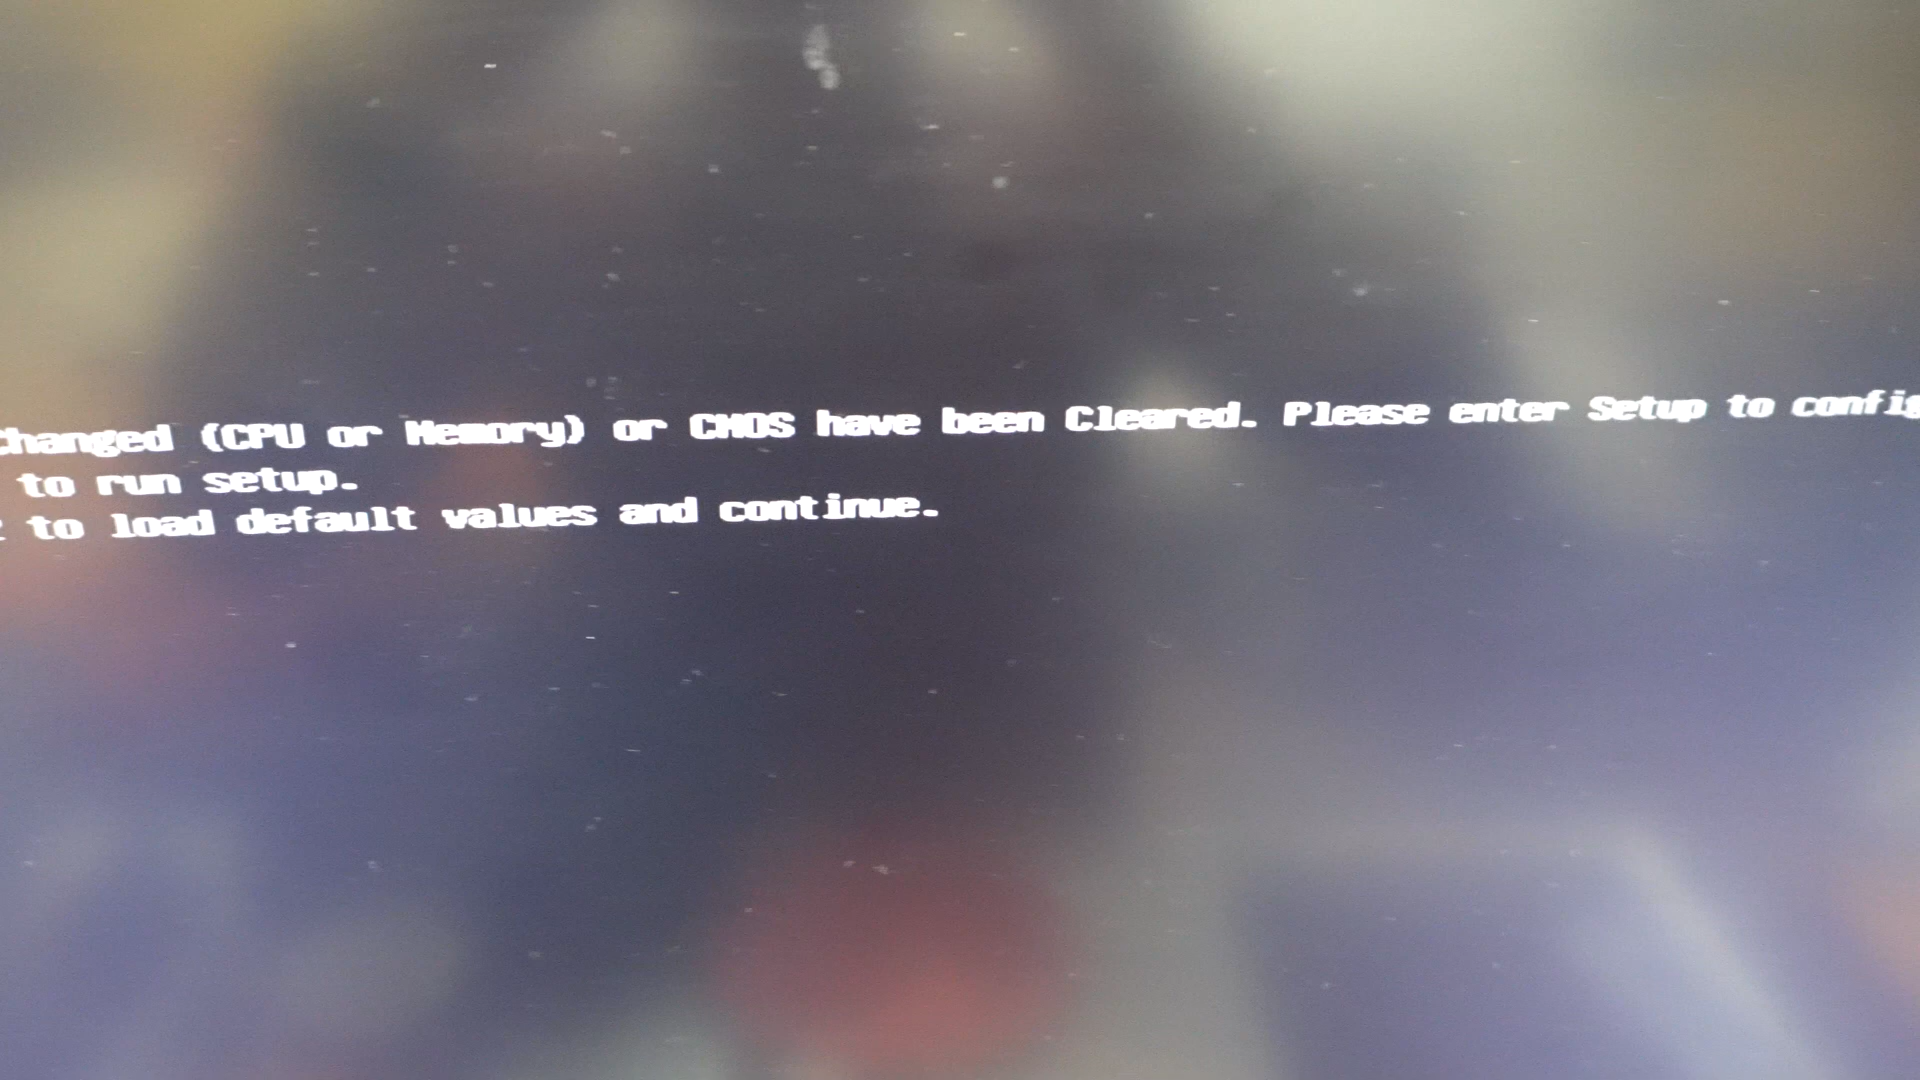 Changed (CPU or Memory) or CMOS have been Cleared. Please enter Setup to config
to run setup.
to load default values and continue.